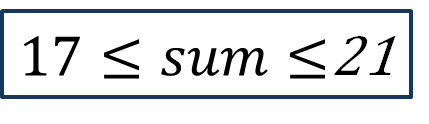 17 ≤ sum ≤ 21